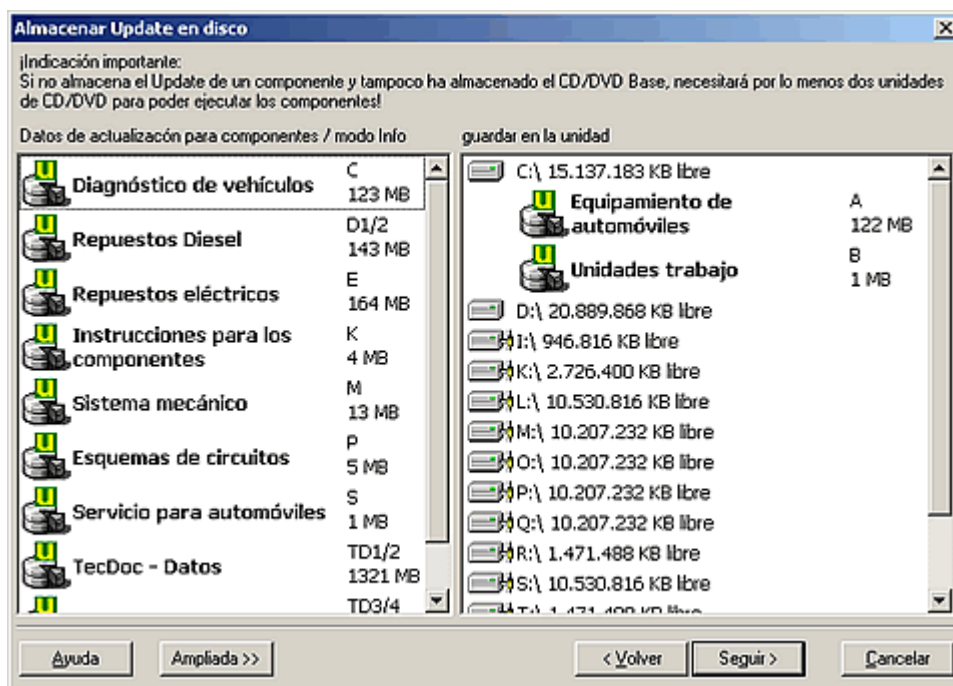 Almacenar Update en disco
¡Indicación importante:
Si no almacena el Update de un componente y tampoco ha almacenado el CD/DVD Base, necesitará por lo menos dos unidades
de CD/DVD para poder ejecutar los componentes!
Datos de actualizacón para componentes / modo Info
Diagnóstico de vehículos
C
123 MB
Repuestos Diesel
D1/2
143 MB
Repuestos eléctricos
E
164 MB
Instrucciones para los
componentes
K
4 MB
Sistema mecánico
M
13 MB
Esquemas de circuitos
P
5 MB
Servicio para automóviles
S
1 MB
TecDoc - Datos
TD1/2
1321 MB
TD3/4
guardar en la unidad
C:\ 15.137.183 KB libre
Equipamiento de
automóviles
A
122 MB
Unidades trabajo
B
1 MB
D:\ 20.889.868 KB libre
I:\ 946.816 KB libre
K:\ 2.726.400 KB libre
L:\ 10.530.816 KB libre
M:\ 10.207.232 KB libre
O:\ 10.207.232 KB libre
P:\ 10.207.232 KB libre
Q:\ 10.207.232 KB libre
R:\ 1.471.488 KB libre
S:\ 10.530.816 KB libre
T:\ 1.471.488 KB libre
Ayuda
Ampliada >>
< Volver
Seguir >
Cancelar